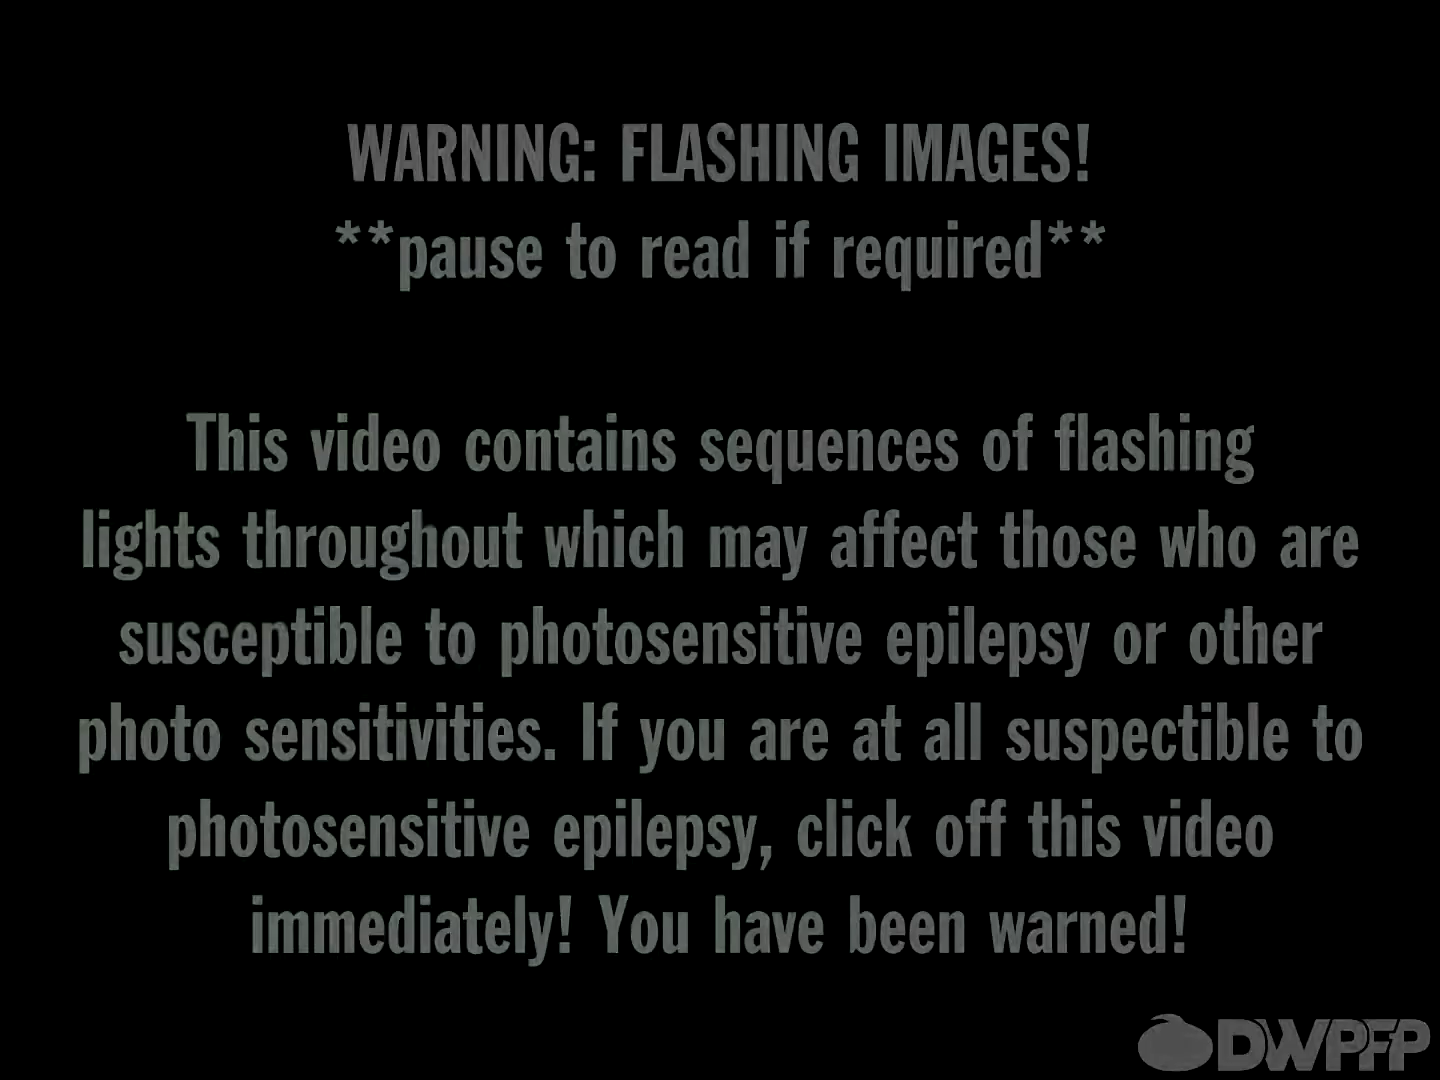 WARNING: FLASHING IMAGES!
**pause to read if required**
This video contains sequences of flashing
lights throughout which may affect those who are
susceptible to photosensitive epilepsy or other
photo sensitivities. If you are at all suspectible to
photosensitive epilepsy, click off this video
immediately! You have been warned!
DWPFP